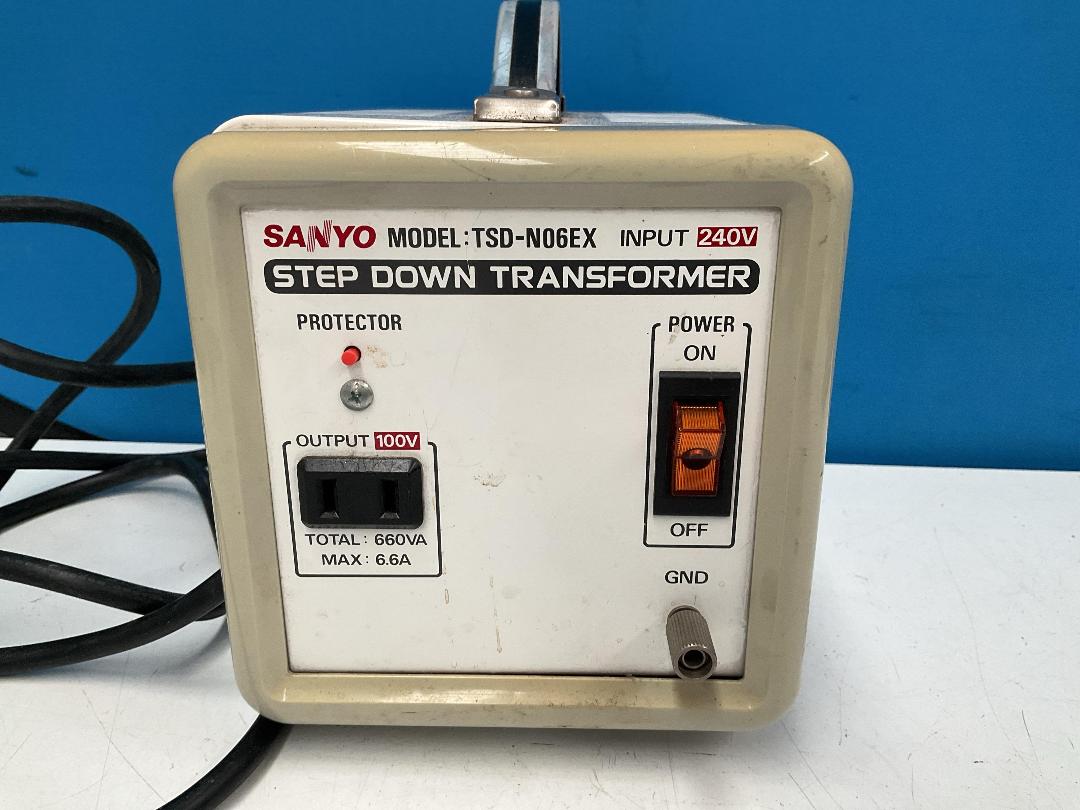 SANYO MODEL:TSD-N06EX INPUT 240V
STEP DOWN TRANSFORMER
PROTECTOR
POWER
ON
OUTPUT 100V
TOTAL: 660VA
MAX: 6.6A
OFF
GND